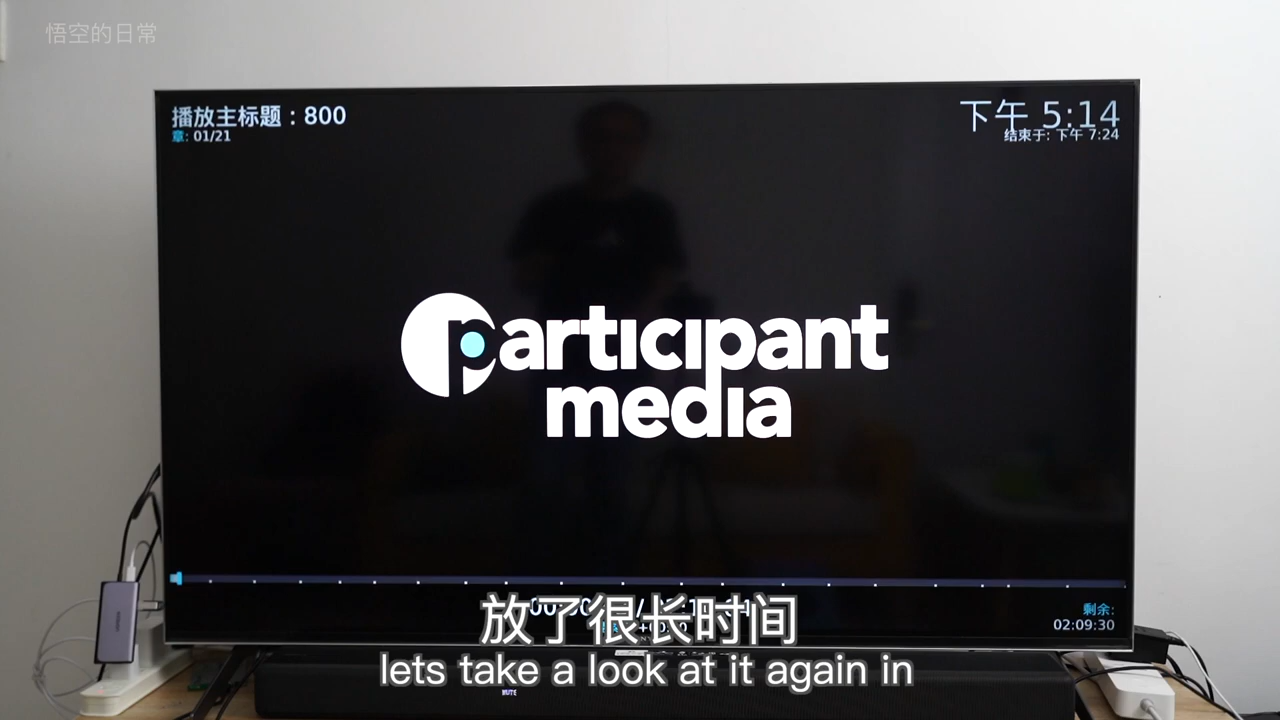 悟空的日常
播放主标题：800
章: 01/21
下午 5:14
结束于: 下午 7:24
participant
media
剩余:
02:09:30
放了很长时间
lets take a look at it again in
MUTE